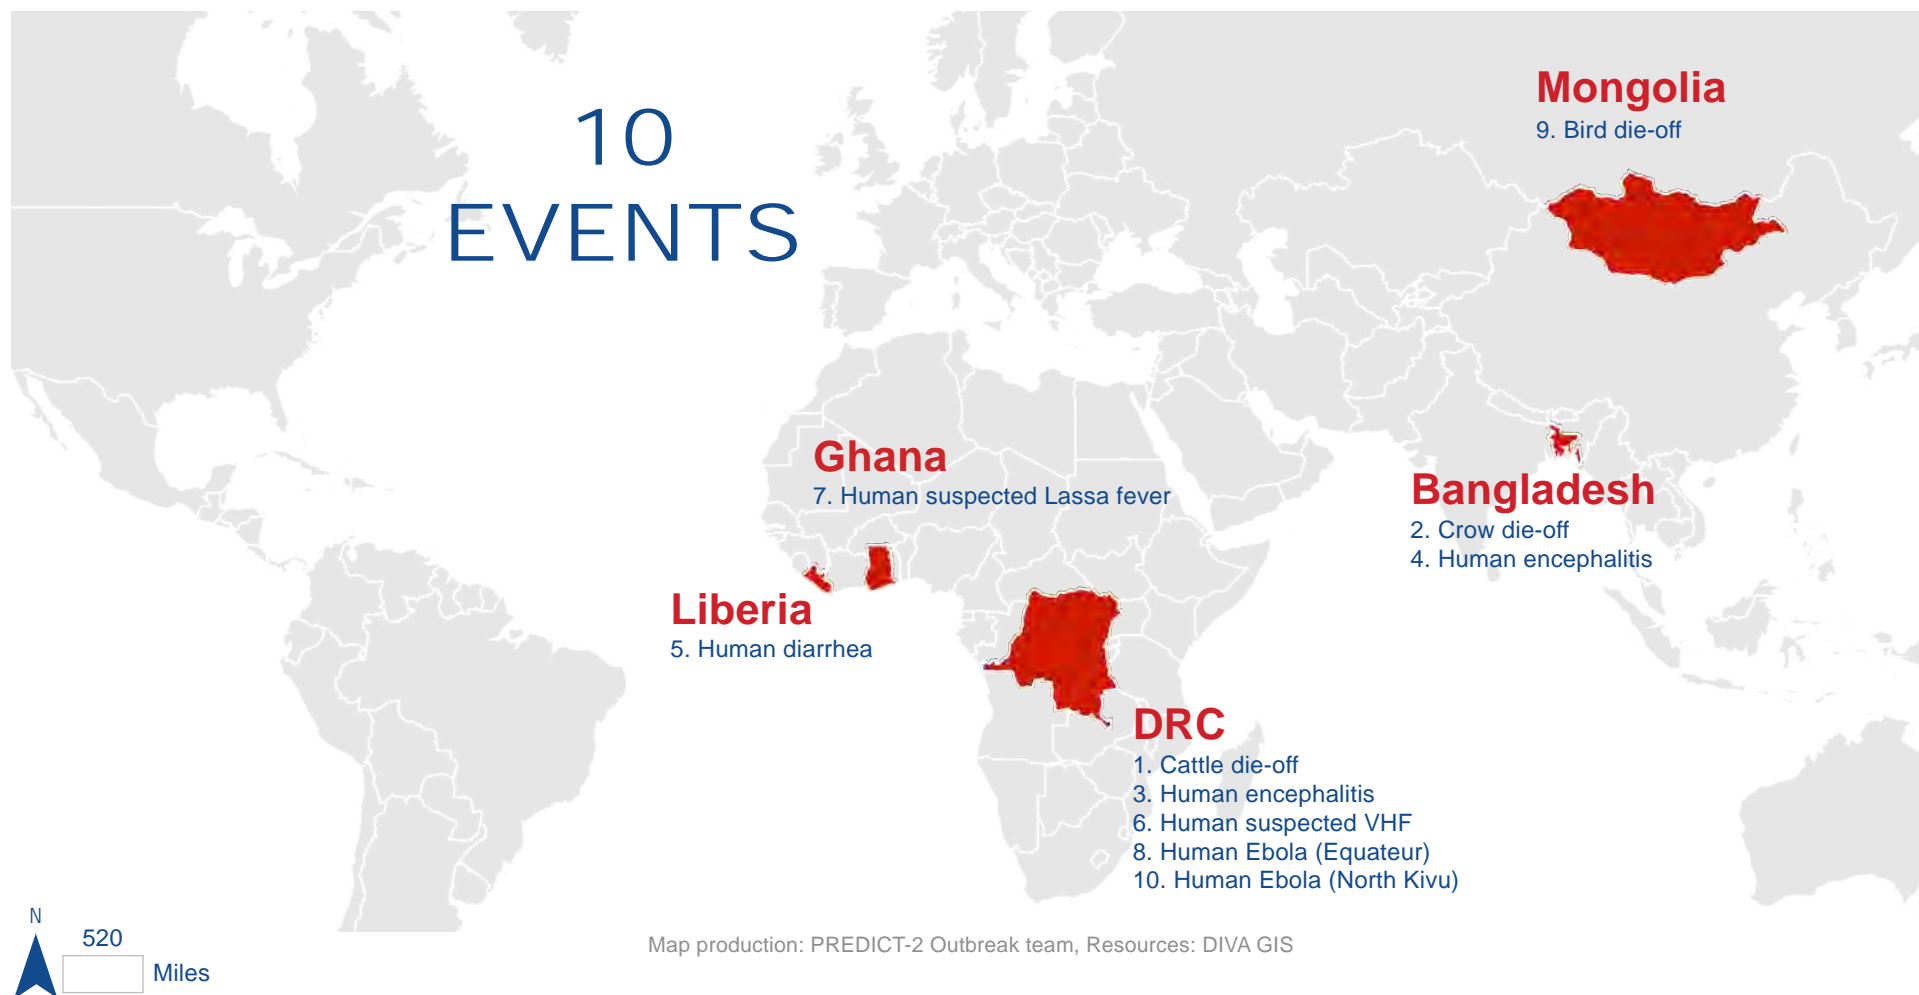 10
EVENTS
Mongolia
9. Bird die-off
Ghana
7. Human suspected Lassa fever
Bangladesh
2. Crow die-off
4. Human encephalitis
Liberia
5. Human diarrhea
DRC
1. Cattle die-off
3. Human encephalitis
6. Human suspected VHF
8. Human Ebola (Equateur)
10. Human Ebola (North Kivu)
N
520
Miles
Map production: PREDICT-2 Outbreak team, Resources: DIVA GIS